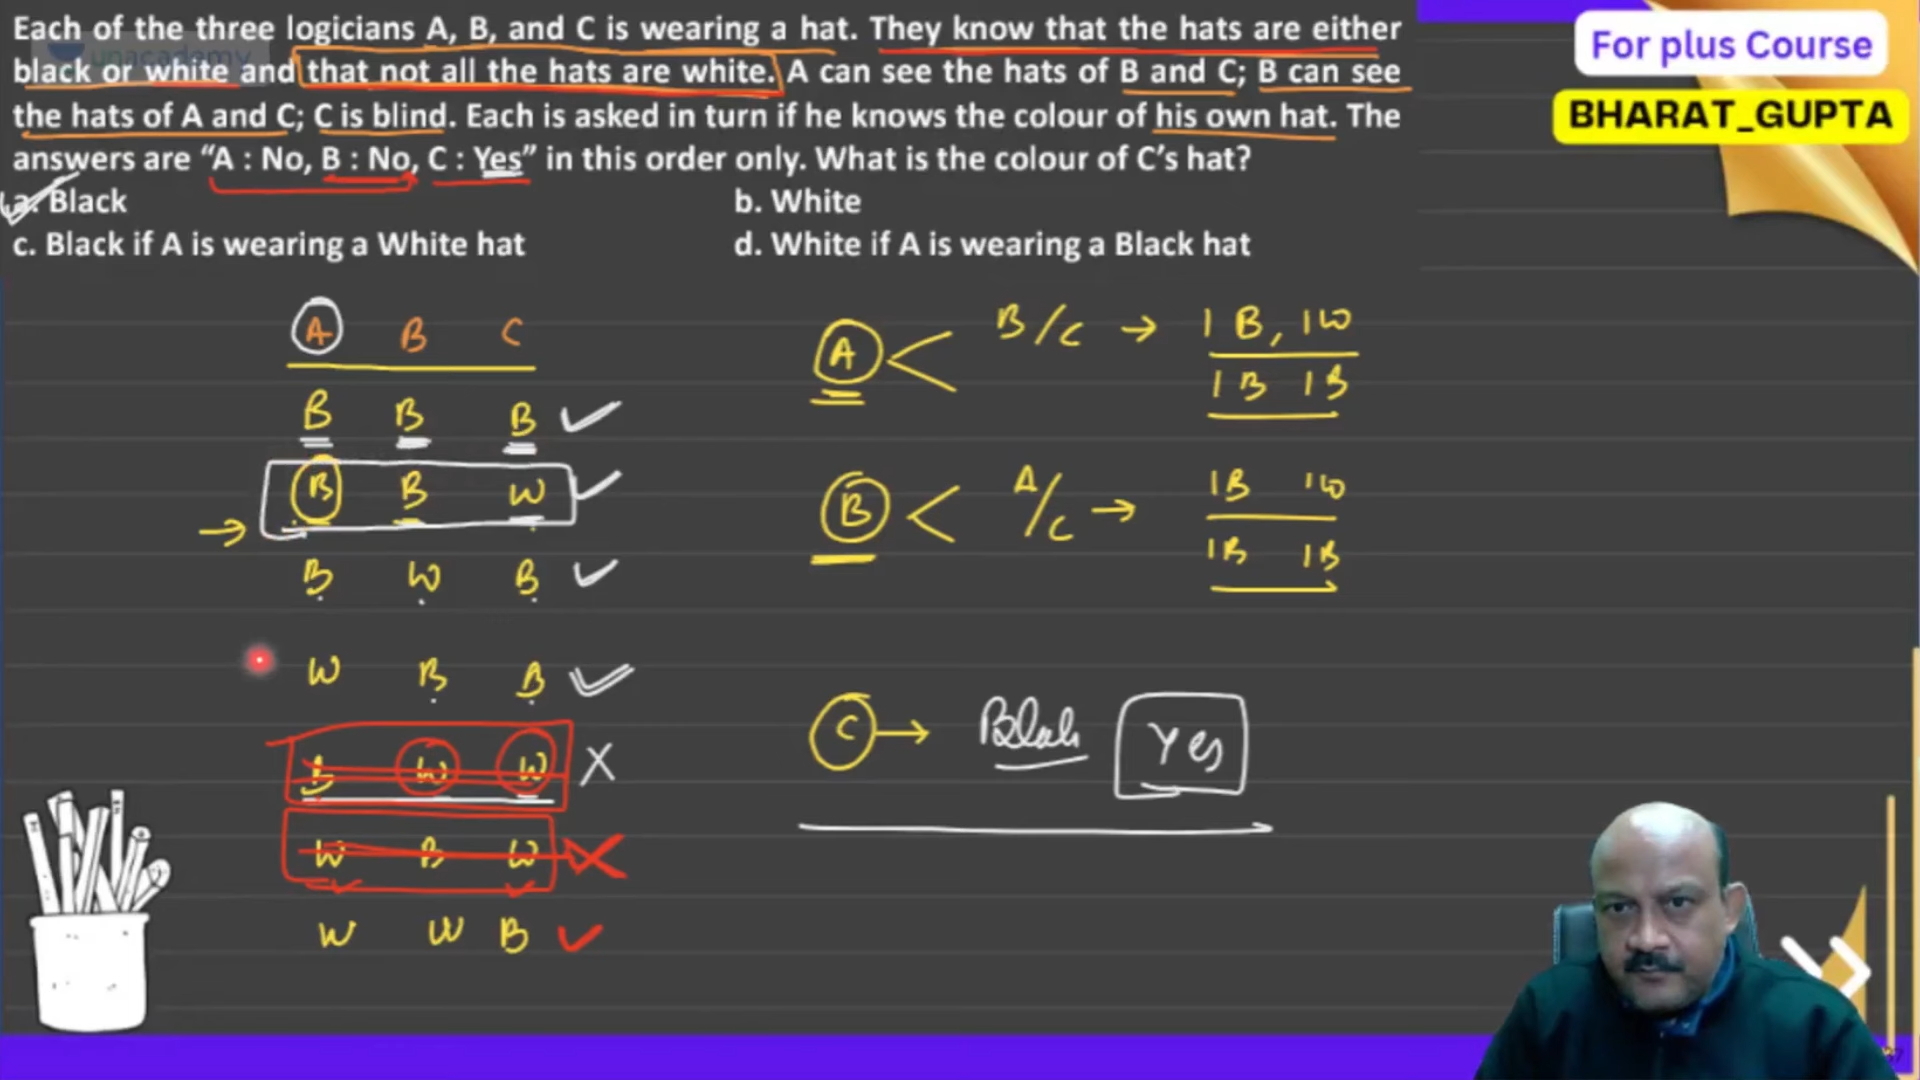 Each of the three logicians A, B, and C is wearing a hat. They know that the hats are either
black or white and that not all the hats are white. A can see the hats of B and C; B can see
the hats of A and C; C is blind. Each is asked in turn if he knows the colour of his own hat. The
answers are “A : No, B : No, C : Yes” in this order only. What is the colour of C’s hat?
a. Black b. White
c. Black if A is wearing a White hat d. White if A is wearing a Black hat
unacademy
For plus Course
BHARAT_GUPTA
A B C
B B B
B B W
B W B
W B B
B W W X
W B W X
W W B
A < B/C → 1 B, 1 W
1 B 1 B
B < A/C → 1B 1W
1B 1B
C → Black Yes